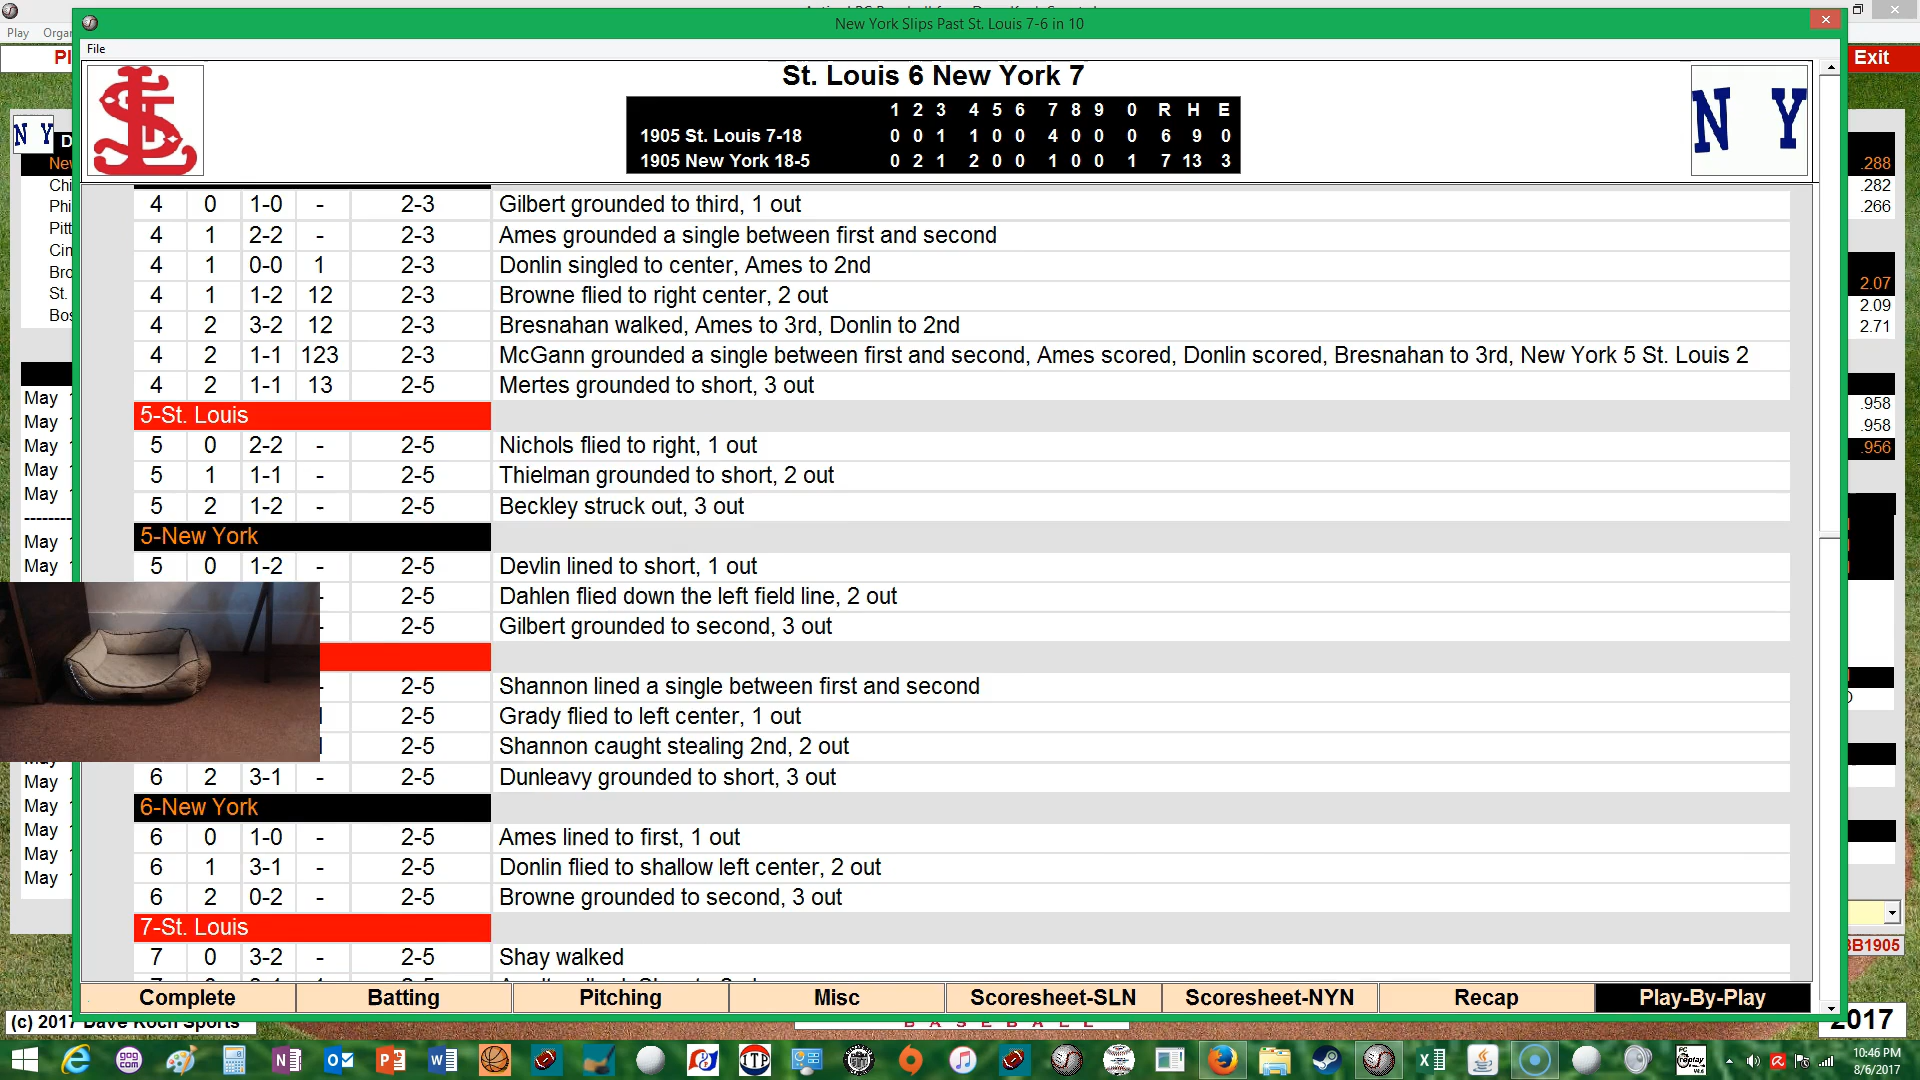 New York Slips Past St. Louis 7-6 in 10
Play
File
Exit
St. Louis 6 New York 7
1 2 3 4 5 6 7 8 9 0 R H E
1905 St. Louis 7-18 0 0 1 1 0 0 4 0 0 0 6 9 0
1905 New York 18-5 0 2 1 2 0 0 1 0 0 1 7 13 3
N Y
N Y
4 0 1-0 - 2-3 Gilbert grounded to third, 1 out
4 1 2-2 - 2-3 Ames grounded a single between first and second
4 1 0-0 1 2-3 Donlin singled to center, Ames to 2nd
4 1 1-2 12 2-3 Browne flied to right center, 2 out
4 2 3-2 12 2-3 Bresnahan walked, Ames to 3rd, Donlin to 2nd
4 2 1-1 123 2-3 McGann grounded a single between first and second, Ames scored, Donlin scored, Bresnahan to 3rd, New York 5 St. Louis 2
4 2 1-1 13 2-5 Mertes grounded to short, 3 out
5-St. Louis
5 0 2-2 - 2-5 Nichols flied to right, 1 out
5 1 1-1 - 2-5 Thielman grounded to short, 2 out
5 2 1-2 - 2-5 Beckley struck out, 3 out
5-New York
5 0 1-2 - 2-5 Devlin lined to short, 1 out
- 2-5 Dahlen flied down the left field line, 2 out
- 2-5 Gilbert grounded to second, 3 out
- 2-5 Shannon lined a single between first and second
2-5 Grady flied to left center, 1 out
2-5 Shannon caught stealing 2nd, 2 out
6 2 3-1 - 2-5 Dunleavy grounded to short, 3 out
6-New York
6 0 1-0 - 2-5 Ames lined to first, 1 out
6 1 3-1 - 2-5 Donlin flied to shallow left center, 2 out
6 2 0-2 - 2-5 Browne grounded to second, 3 out
7-St. Louis
7 0 3-2 - 2-5 Shay walked
Complete Batting Pitching Misc Scoresheet-SLN Scoresheet-NYN Recap Play-By-Play
St.
May
May
May
May
May
May
May
May
May
May
May
May
.288
.282
.266
2.07
2.09
2.71
.958
.958
.956
BB1905
(c) 2017 Dave Koch Sports
B A S E B A L L
2017
10:46 PM
8/6/2017